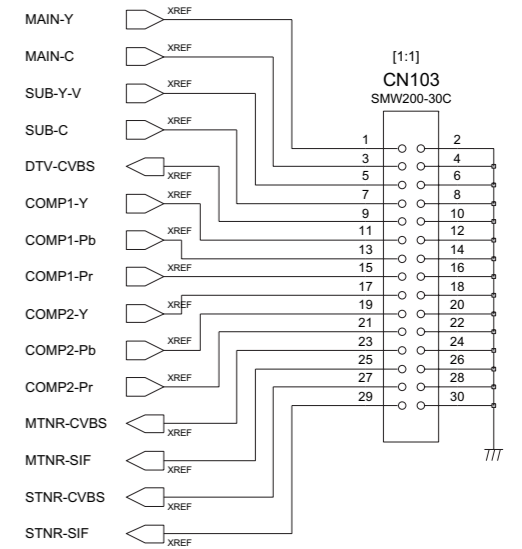 MAIN-Y XREF
MAIN-C XREF
SUB-Y-V XREF
SUB-C XREF
DTV-CVBS XREF
COMP1-Y XREF
COMP1-Pb XREF
COMP1-Pr XREF
COMP2-Y XREF
COMP2-Pb XREF
COMP2-Pr XREF
MTNR-CVBS XREF
MTNR-SIF XREF
STNR-CVBS XREF
STNR-SIF XREF
[1:1]
CN103
SMW200-30C
1 2
3 4
5 6
7 8
9 10
11 12
13 14
15 16
17 18
19 20
21 22
23 24
25 26
27 28
29 30